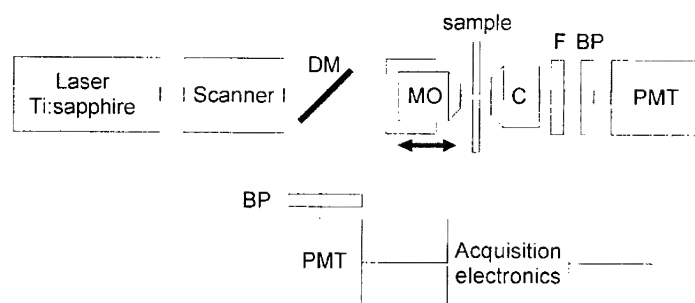 sample
DM
F BP
Laser
Ti:sapphire
Scanner
MO
C
PMT
BP
PMT
Acquisition
electronics